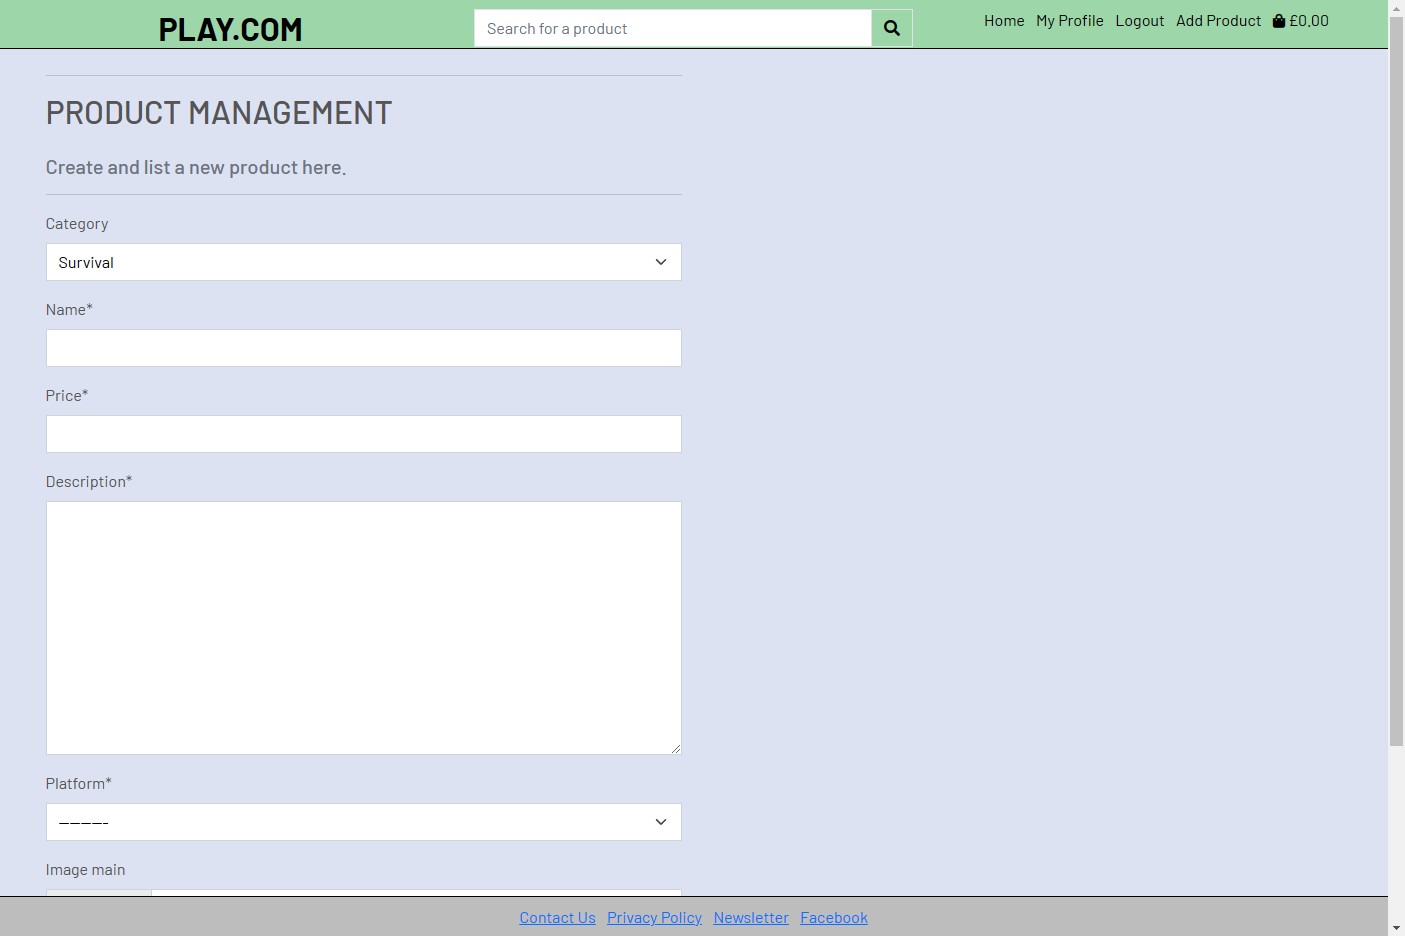 PLAY.COM
Search for a product
Home My Profile Logout Add Product £0.00
PRODUCT MANAGEMENT
Create and list a new product here.
Category
Survival
Name*
Price*
Description*
Platform*
---------
Image main
Contact Us Privacy Policy Newsletter Facebook